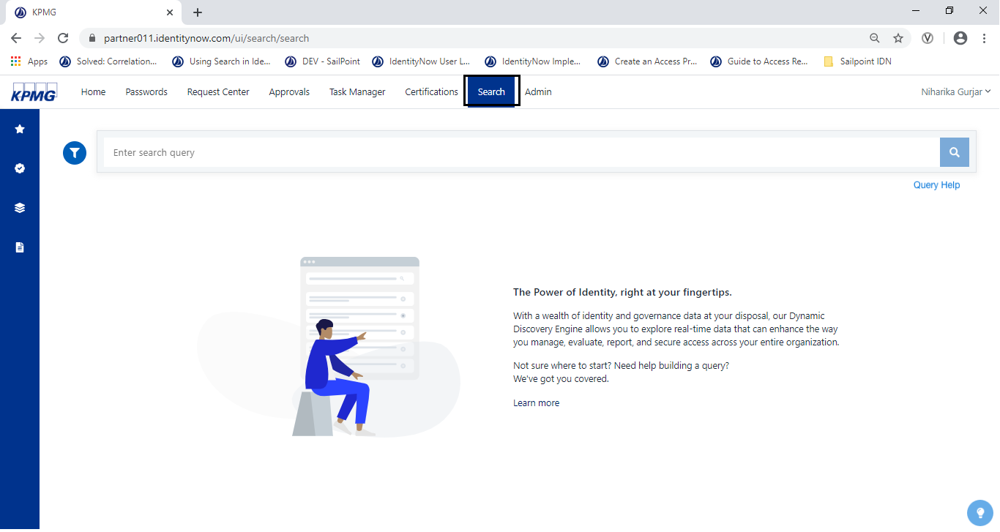 KPMG
partner011.identitynow.com/ui/search/search
Apps Solved: Correlation... Using Search in Ide... DEV - SailPoint IdentityNow User L... IdentityNow Imple... Create an Access Pr... Guide to Access Re... Sailpoint IDN
KPMG Home Passwords Request Center Approvals Task Manager Certifications Search Admin Niharika Gurjar
Enter search query
Query Help
The Power of Identity, right at your fingertips.
With a wealth of identity and governance data at your disposal, our Dynamic
Discovery Engine allows you to explore real-time data that can enhance the way
you manage, evaluate, report, and secure access across your entire organization.
Not sure where to start? Need help building a query?
We've got you covered.
Learn more